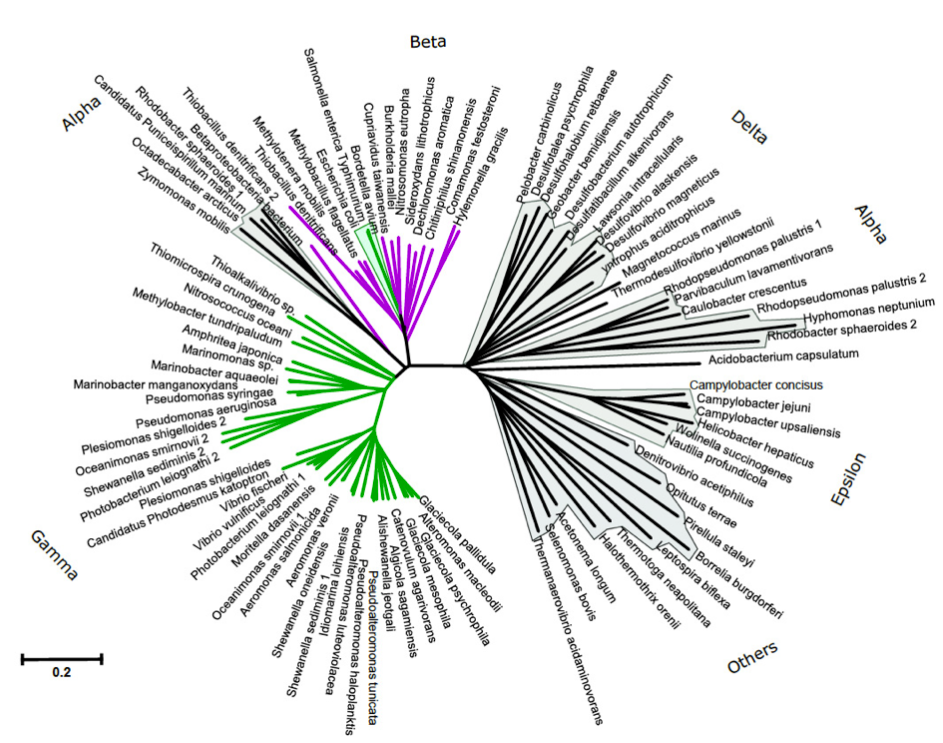 Beta
Alpha
Candidatus Puniceispirillum marinum
Rhodobacter sphaeroides 1
Octadecabacter arcticus
Zymomonas mobilis
Thiobacillus denitrificans 2
Betaproteobacterium
Thiobacillus denitrificans
Methylotenera mobilis
Methylobacillus flagellatus
Escherichia coli
Salmonella enterica Typhimurium
Bordetella avium
Cupriavidus taiwanensis
Burkholderia mallei
Nitrosomonas eutropha
Sideroxydans lithotrophicus
Dechloromonas aromatica
Chitiniphilus shinanonensis
Comamonas testosteroni
Hylemonella gracilis
Delta
Pelobacter carbinolicus
Desulfotalea psychrophila
Desulfohalobium retbaense
Geobacter bemidjiensis
Desulfobacterium autotrophicum
Desulfatibacillum alkenivorans
Lawsonia intracellularis
Desulfovibrio alaskensis
Desulfovibrio magneticus
yntrophus aciditrophicus
Magnetococcus marinus
Thermodesulfovibrio yellowstonii
Alpha
Rhodopseudomonas palustris 1
Parvibaculum lavamentivorans
Caulobacter crescentus
Rhodopseudomonas palustris 2
Hyphomonas neptunium
Rhodobacter sphaeroides 2
Acidobacterium capsulatum
Campylobacter concisus
Campylobacter jejuni
Campylobacter upsaliensis
Helicobacter hepaticus
Wolinella succinogenes
Nautilia profundicola
Epsilon
Denitrovibrio acetiphilus
Opitutus terrae
Pirellula staleyi
Borrelia burgdorferi
Leptospira biflexa
Thermotoga neapolitana
Halothermothrix orenii
Acetonema longum
Selenomonas bovis
Thermanaerovibrio acidaminovorans
Others
Thioalkalivibrio sp.
Thiomicrospira crunogena
Nitrosococcus oceani
Methylobacter tundripaludum
Amphritea japonica
Marinomonas sp.
Marinobacter aquaeolei
Marinobacter manganoxydans
Pseudomonas syringae
Pseudomonas aeruginosa
Plesiomonas shigelloides 2
Oceanimonas smirnovii 2
Shewanella sediminis 2
Photobacterium leiognathi 2
Plesiomonas shigelloides
Candidatus Photodesmus katoptron
Vibrio fischeri
Vibrio vulnificus
Photobacterium leiognathi 1
Moritella dasanensis
Oceanimonas smirnovii 1
Aeromonas salmonicida
Aeromonas veronii
Shewanella oneidensis
Shewanella sediminis 1
Idiomarina loihiensis
Pseudoalteromonas luteoviolacea
Pseudoalteromonas haloplanktis
Pseudoalteromonas tunicata
Alishewanella jeotgali
Algicola sagamiensis
Catenovulum agarivorans
Glaciecola mesophila
Glaciecola psychrophila
Alteromonas macleodii
Glaciecola pallidula
Gamma
0.2